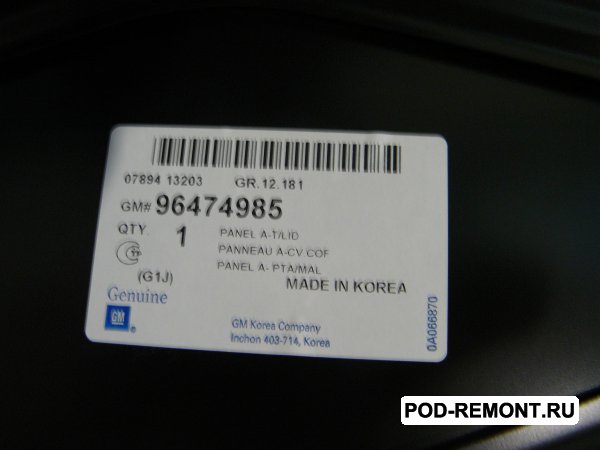 07894 13203 GR.12.181
GM# 96474985
QTY. 1 PANEL A-T/LID
PANNEAU A-CV.COF
PANEL A- PTA/MAL
(G1J) MADE IN KOREA
Genuine
GM
GM Korea Company
Inchon 403-714, Korea
0A066870
POD-REMONT.RU